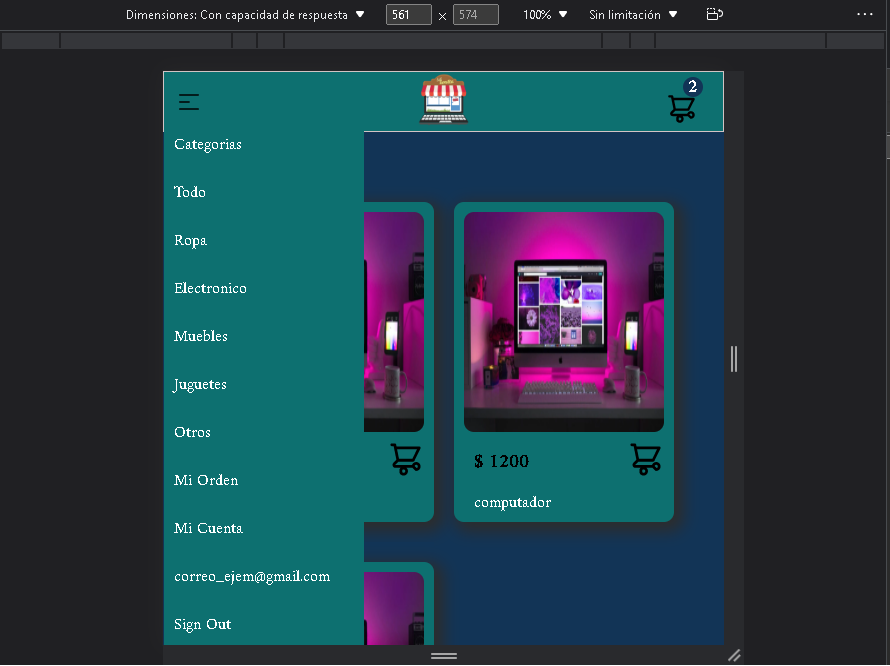 Dimensiones: Con capacidad de respuesta ▼ 561 × 574 100% ▼ Sin limitación ▼
2
Categorias
Todo
Ropa
Electronico
Muebles
Juguetes
Otros
Mi Orden
Mi Cuenta
correo_ejem@gmail.com
Sign Out
$ 1200
computador